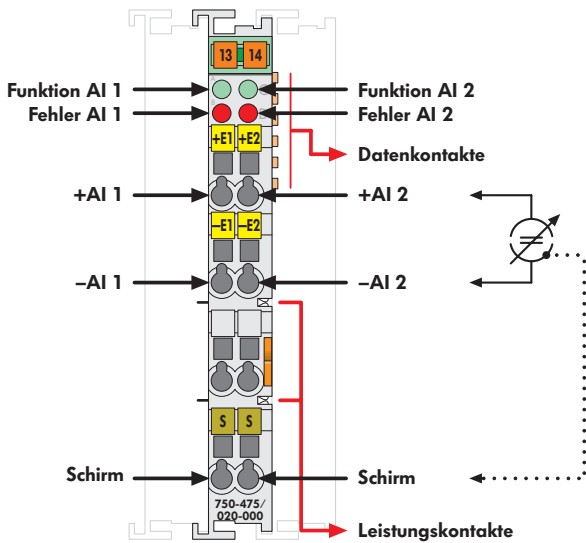 13 14
Funktion AI 1
Funktion AI 2
Fehler AI 1
Fehler AI 2
+E1 +E2
Datenkontakte
+AI 1
+AI 2
–E1 –E2
–AI 1
–AI 2
S S
Schirm
Schirm
750-475/
020-000
Leistungskontakte